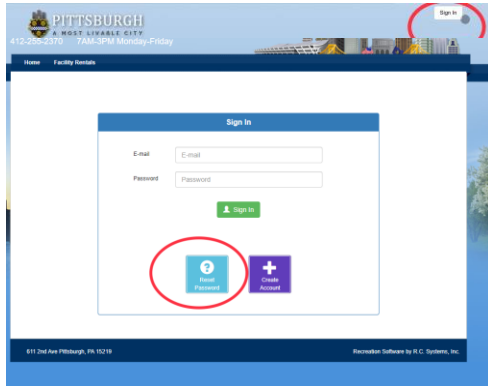 PITTSBURGH
A MOST LIVABLE CITY
Sign In
412-255-2370 7AM-3PM Monday-Friday
Home Facility Rentals
Sign In
E-mail E-mail
Password Password
Sign In
Reset
Password
Create
Account
611 2nd Ave Pittsburgh, PA 15219 Recreation Software by R.C. Systems, Inc.